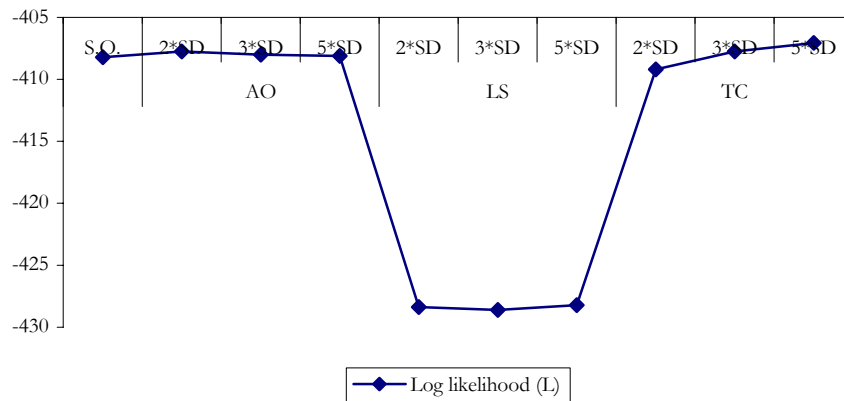 -405
S.O. 2*SD 3*SD 5*SD 2*SD 3*SD 5*SD 2*SD 3*SD 5*SD
-410
AO LS TC
-415
-420
-425
-430
Log likelihood (L)